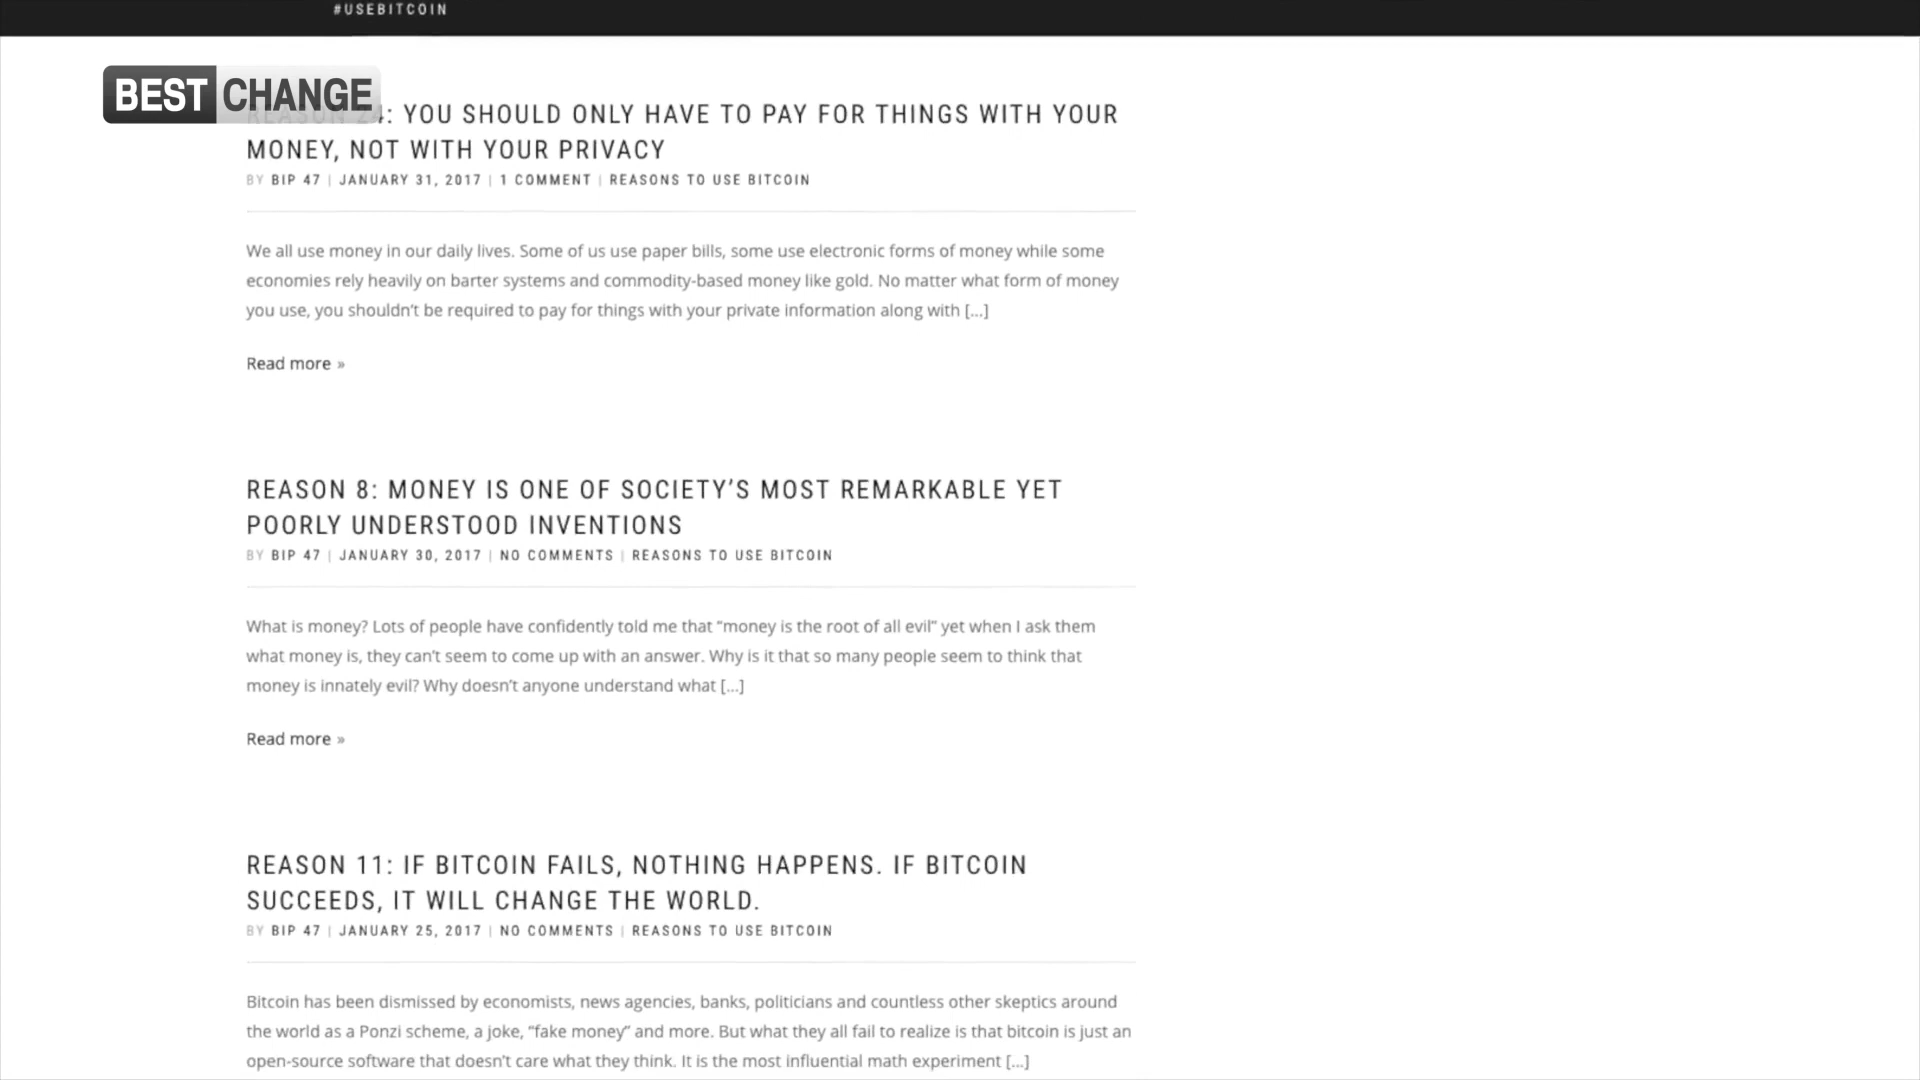 #USEBITCOIN
BEST CHANGE
REASON 24: YOU SHOULD ONLY HAVE TO PAY FOR THINGS WITH YOUR
MONEY, NOT WITH YOUR PRIVACY
BY BIP 47 | JANUARY 31, 2017 | 1 COMMENT | REASONS TO USE BITCOIN
We all use money in our daily lives. Some of us use paper bills, some use electronic forms of money while some
economies rely heavily on barter systems and commodity-based money like gold. No matter what form of money
you use, you shouldn’t be required to pay for things with your private information along with [...]
Read more »
REASON 8: MONEY IS ONE OF SOCIETY’S MOST REMARKABLE YET
POORLY UNDERSTOOD INVENTIONS
BY BIP 47 | JANUARY 30, 2017 | NO COMMENTS | REASONS TO USE BITCOIN
What is money? Lots of people have confidently told me that “money is the root of all evil” yet when I ask them
what money is, they can’t seem to come up with an answer. Why is it that so many people seem to think that
money is innately evil? Why doesn’t anyone understand what [...]
Read more »
REASON 11: IF BITCOIN FAILS, NOTHING HAPPENS. IF BITCOIN
SUCCEEDS, IT WILL CHANGE THE WORLD.
BY BIP 47 | JANUARY 25, 2017 | NO COMMENTS | REASONS TO USE BITCOIN
Bitcoin has been dismissed by economists, news agencies, banks, politicians and countless other skeptics around
the world as a Ponzi scheme, a joke, “fake money” and more. But what they all fail to realize is that bitcoin is just an
open-source software that doesn’t care what they think. It is the most influential math experiment [...]